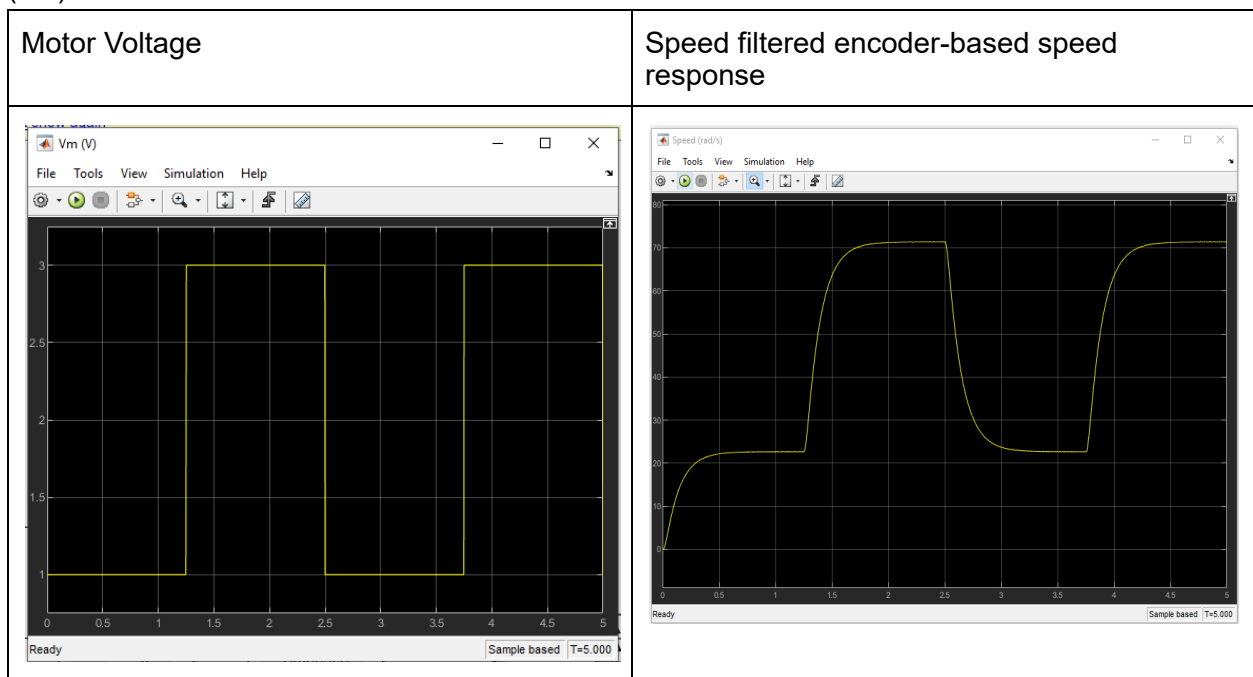 Motor Voltage
Speed filtered encoder-based speed
response
Vm (V)
File Tools View Simulation Help
3
2.5
2
1.5
1
0 0.5 1 1.5 2 2.5 3 3.5 4 4.5 5
Ready Sample based T=5.000
Speed (rad/s)
File Tools View Simulation Help
80
70
60
50
40
30
20
10
0
0 0.5 1 1.5 2 2.5 3 3.5 4 4.5 5
Ready Sample based T=5.000